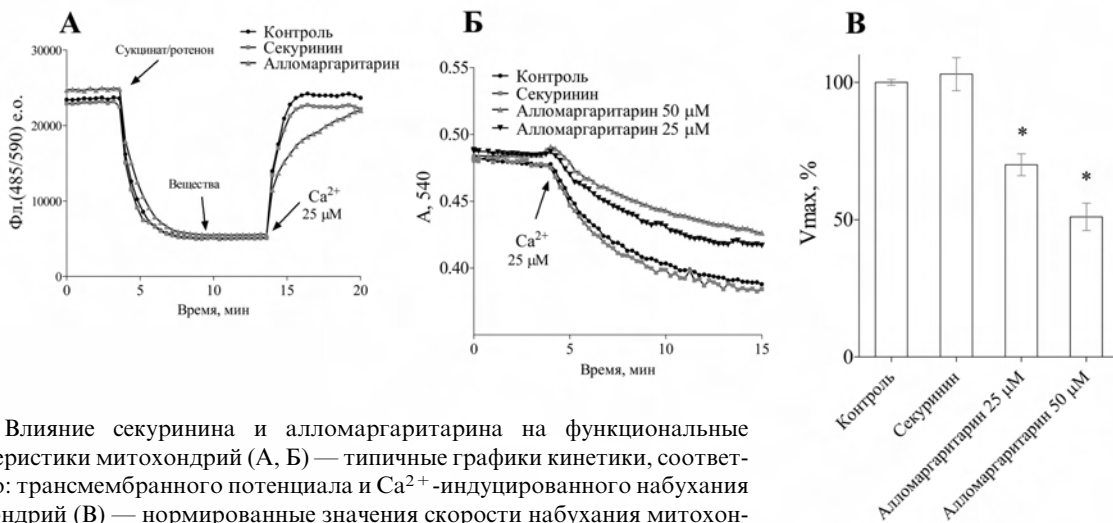 А
Контроль
Секуринин
Алломаргаритарин
Сукцинат/ротенон
Вещества
Ca²⁺
25 μM
Фл.(485/590) е.о.
30000
20000
10000
0
0 5 10 15 20
Время, мин
Б
Контроль
Секуринин
Алломаргаритарин 50 μM
Алломаргаритарин 25 μM
Ca²⁺
25 μM
A, 540
0.55
0.50
0.45
0.40
0 5 10 15
Время, мин
В
Vmax, %
100
50
0
*
*
Контроль
Секуринин
Алломаргаритарин 25 μM
Алломаргаритарин 50 μM
Влияние секуринина и алломаргаритарина на функциональные
еристики митохондрий (А, Б) — типичные графики кинетики, соответ-
о: трансмембранного потенциала и Ca²⁺-индуцированного набухания
ондрий (В) — нормированные значения скорости набухания митохон-